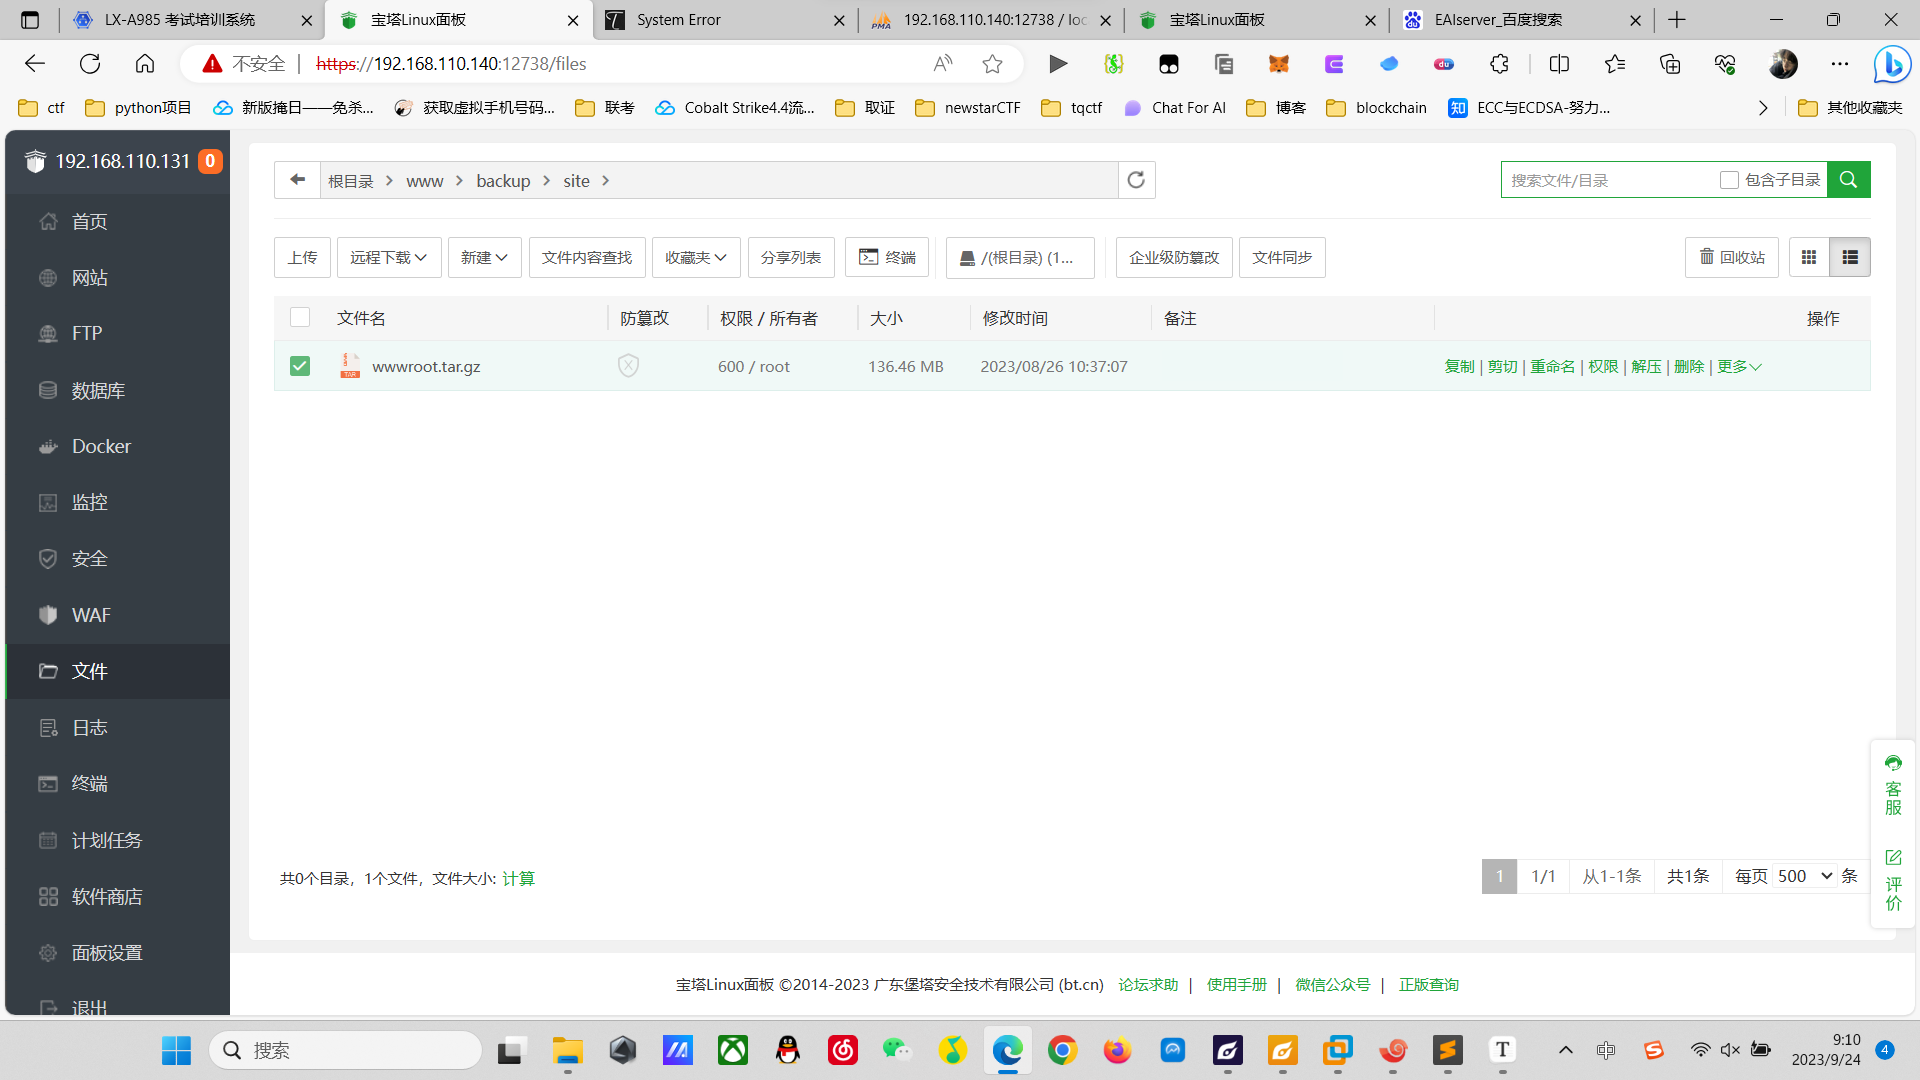 LX-A985 考试培训系统
宝塔Linux面板
System Error
192.168.110.140:12738 / loc
宝塔Linux面板
EAIserver_百度搜索
不安全
https://192.168.110.140:12738/files
ctf
python项目
新版掩日——免杀...
获取虚拟手机号码...
联考
Cobalt Strike4.4流...
取证
newstarCTF
tqctf
Chat For AI
博客
blockchain
知 ECC与ECDSA-努力...
其他收藏夹
192.168.110.131 0
首页
网站
FTP
数据库
Docker
监控
安全
WAF
文件
日志
终端
计划任务
软件商店
面板设置
退出
根目录 > www > backup > site >
搜索文件/目录 包含子目录
上传 远程下载 新建 文件内容查找 收藏夹 分享列表 终端 /(根目录) (1... 企业级防篡改 文件同步 回收站
文件名 防篡改 权限 / 所有者 大小 修改时间 备注 操作
wwwroot.tar.gz 600 / root 136.46 MB 2023/08/26 10:37:07 复制 | 剪切 | 重命名 | 权限 | 解压 | 删除 | 更多
共0个目录，1个文件，文件大小: 计算
1 1/1 从1-1条 共1条 每页 500 条
客服
评价
宝塔Linux面板 ©2014-2023 广东堡塔安全技术有限公司 (bt.cn) 论坛求助 | 使用手册 | 微信公众号 | 正版查询
搜索
中
9:10
2023/9/24
4